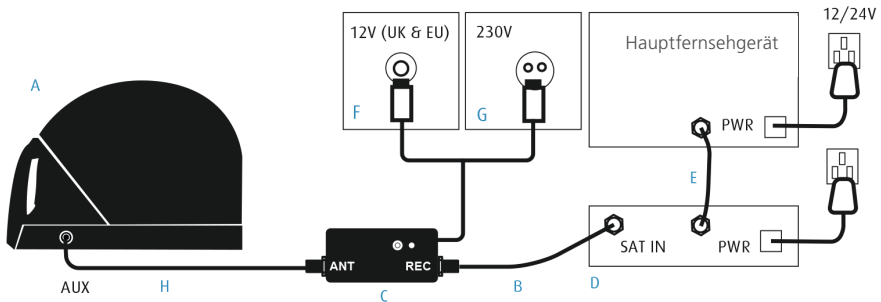 12/24V
12V (UK & EU)
230V
Hauptfernsehgerät
A
F
G
PWR
E
SAT IN
PWR
ANT
REC
AUX
H
C
B
D